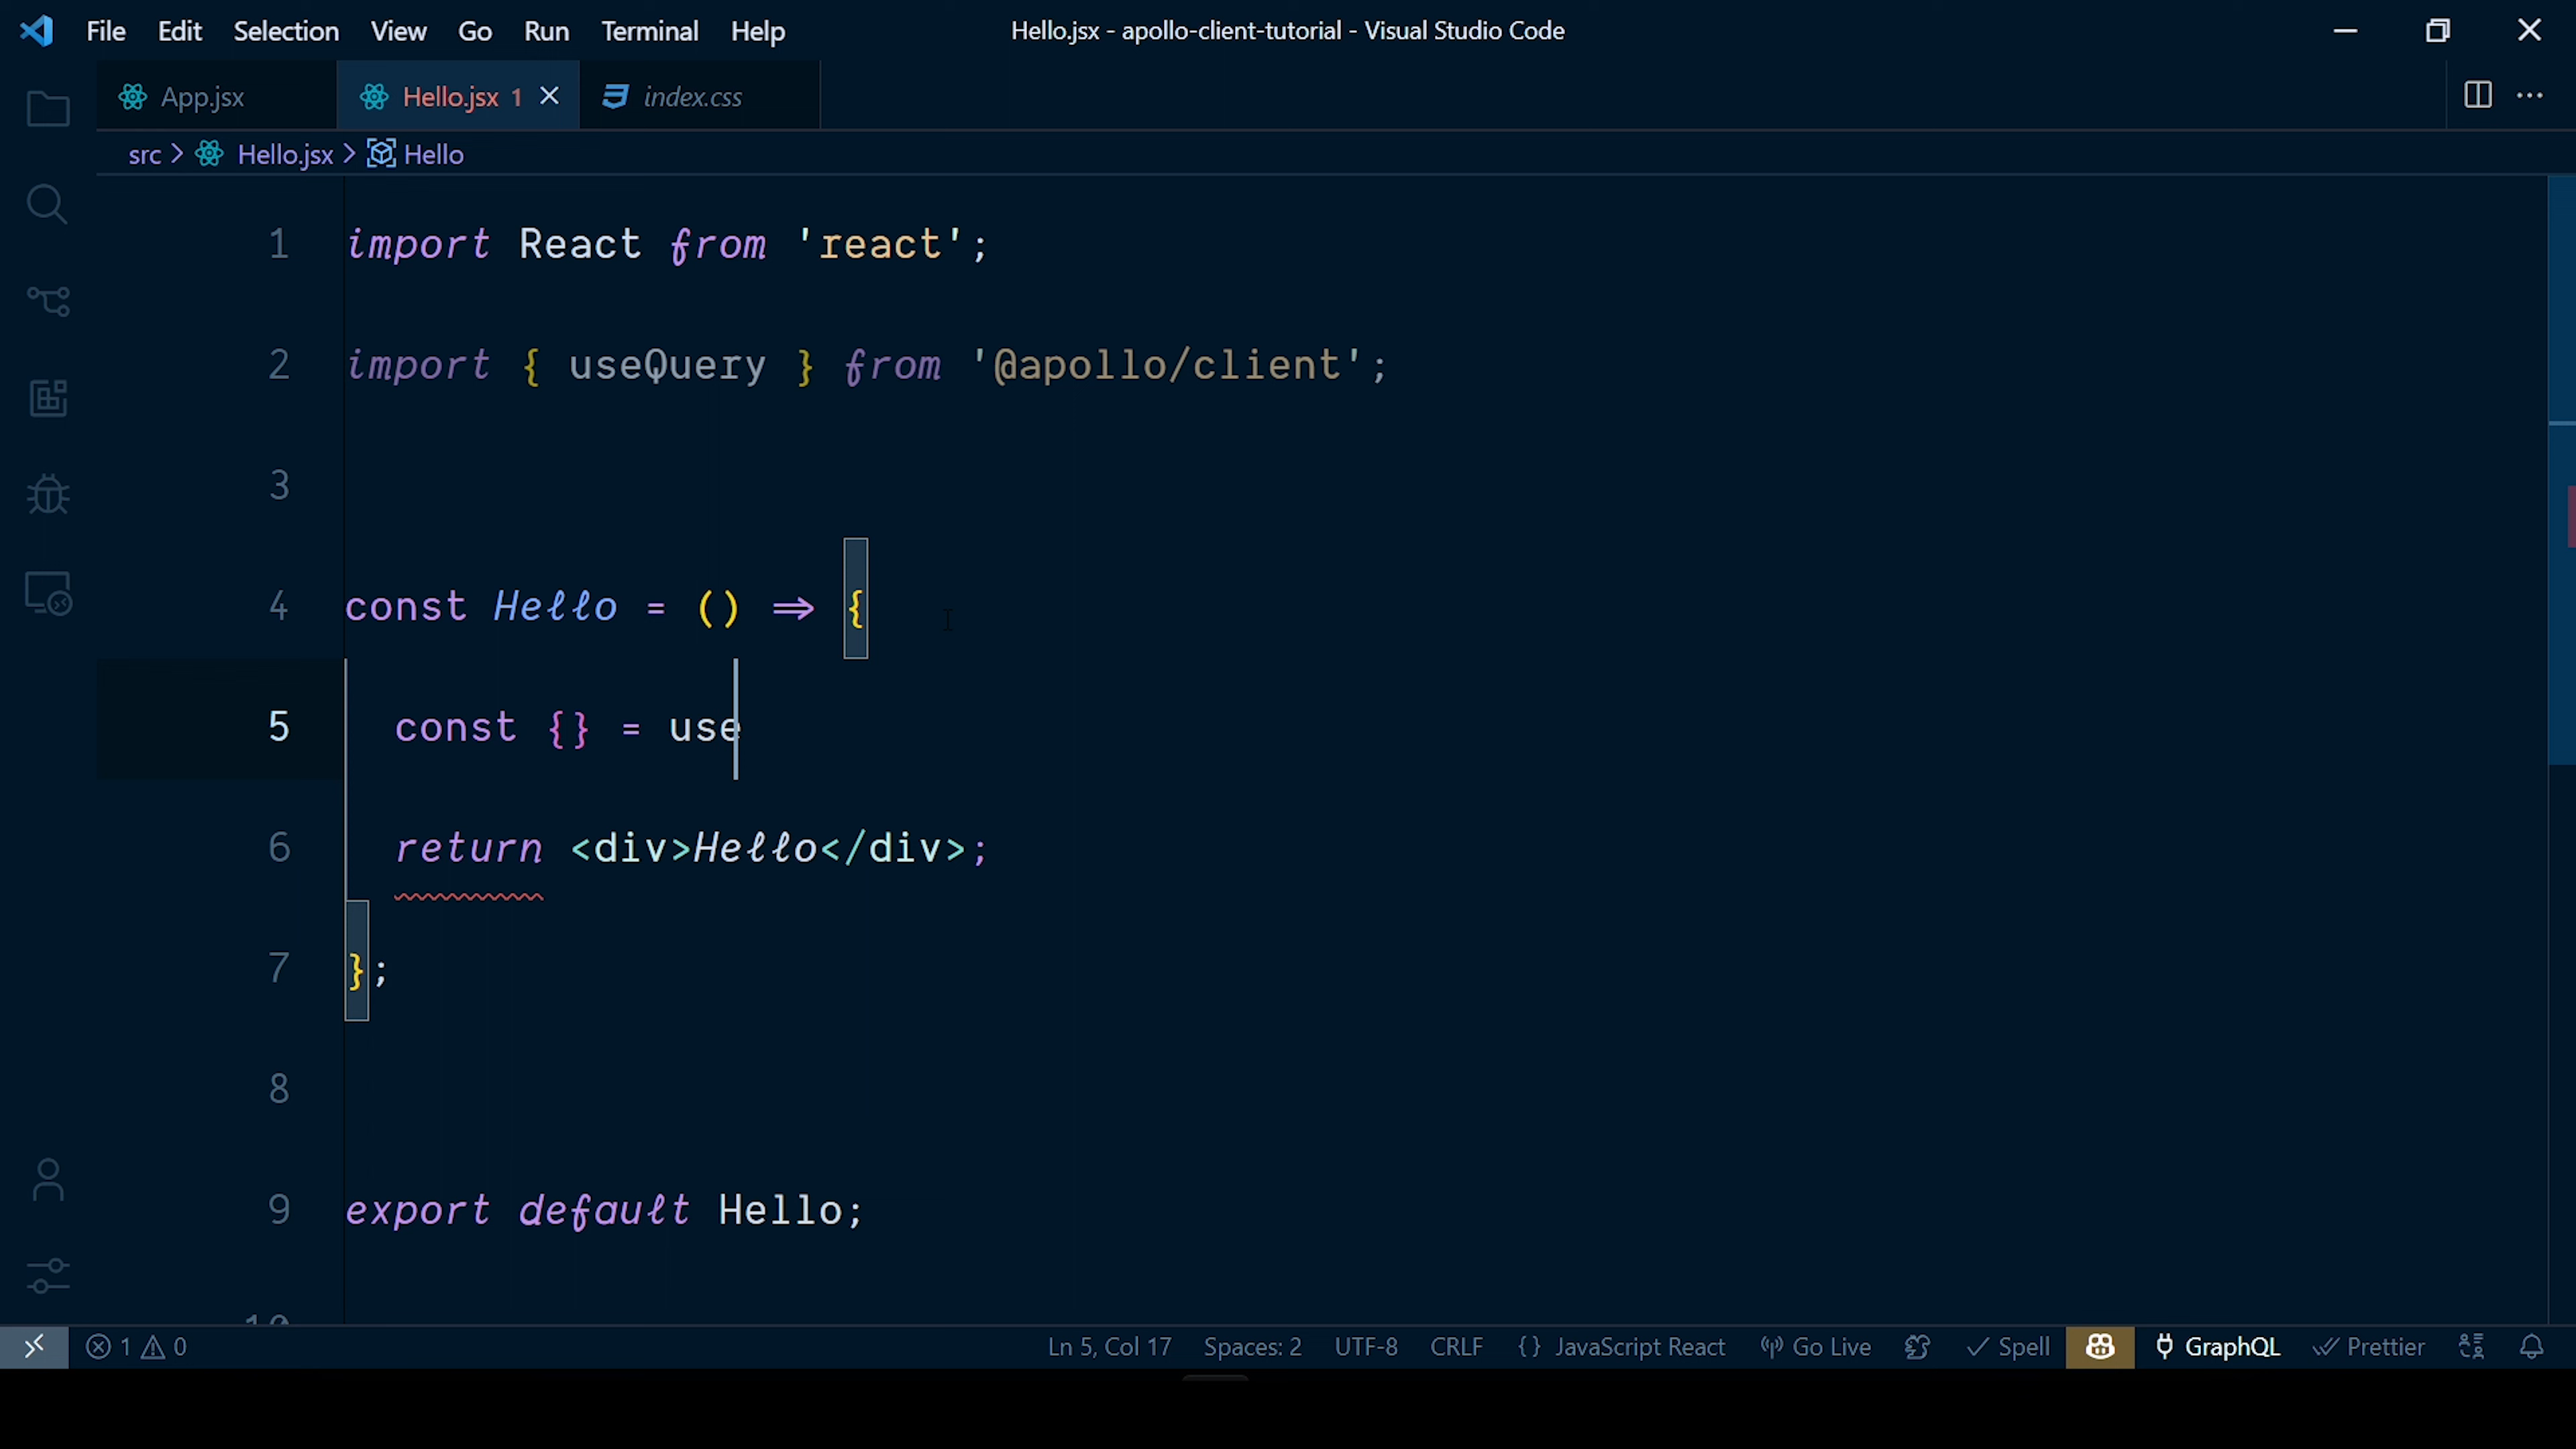 File Edit Selection View Go Run Terminal Help Hello.jsx - apollo-client-tutorial - Visual Studio Code
App.jsx Hello.jsx 1 index.css
src > Hello.jsx > Hello
1 import React from 'react';
2 import { useQuery } from '@apollo/client';
3
4 const Hello = () => {
5 const {} = use
6 return <div>Hello</div>;
7 };
8
9 export default Hello;
10
1 0 Ln 5, Col 17 Spaces: 2 UTF-8 CRLF {} JavaScript React Go Live Spell GraphQL Prettier